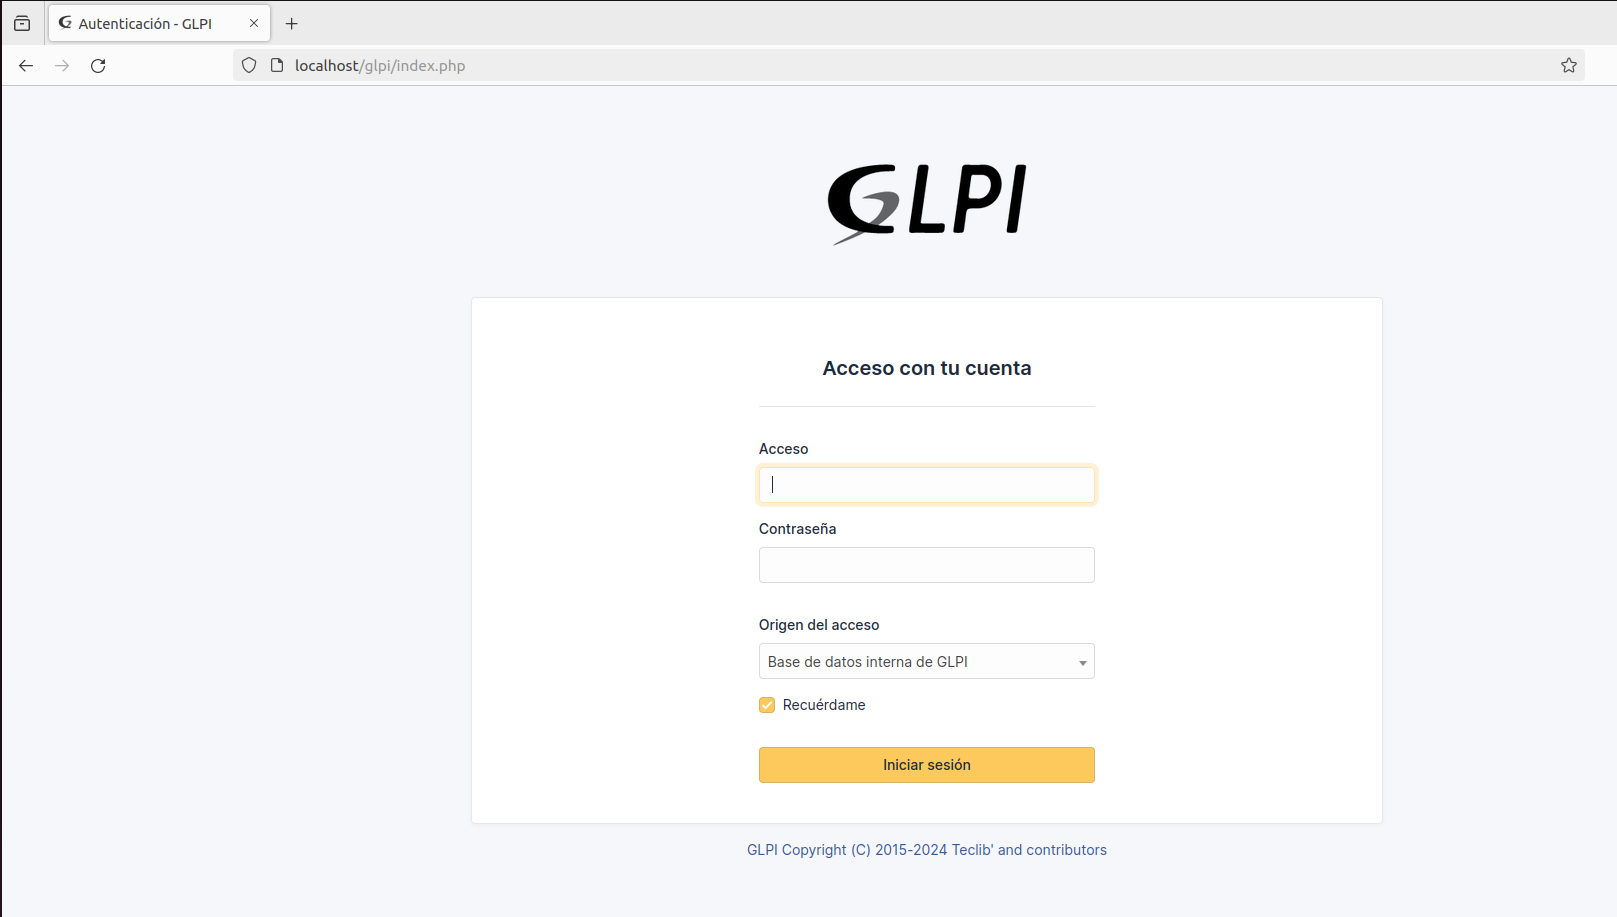 Autenticación - GLPI
localhost/glpi/index.php
GLPI
Acceso con tu cuenta
Acceso
Contraseña
Origen del acceso
Base de datos interna de GLPI
Recuérdame
Iniciar sesión
GLPI Copyright (C) 2015-2024 Teclib' and contributors